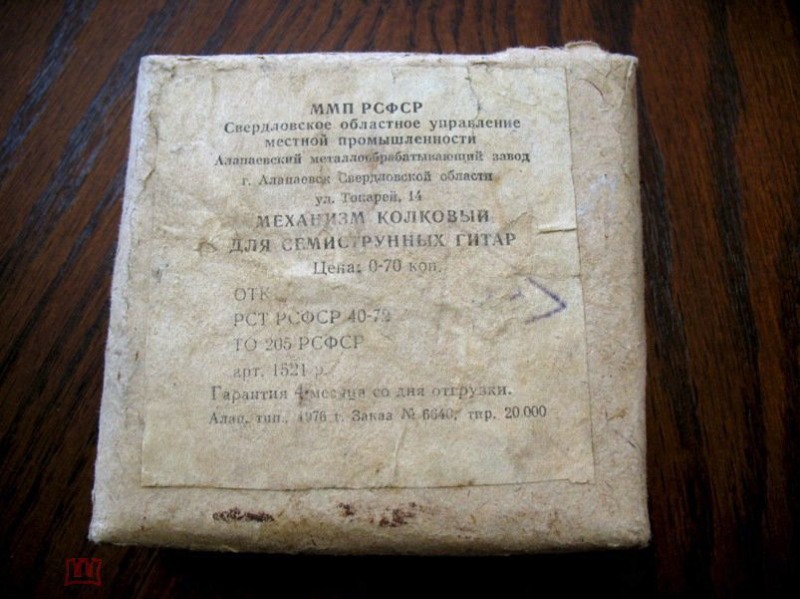 ММП РСФСР
Свердловское областное управление
местной промышленности
Алапаевский металлообрабатывающий завод
г. Алапаевск Свердловской области
ул. Токарей, 14
МЕХАНИЗМ КОЛКОВЫЙ
ДЛЯ СЕМИСТРУННЫХ ГИТАР
Цена: 0-70 коп.
ОТК
РСТ РСФСР 40-72
ТО 205 РСФСР
арт. 1521 р.
Гарантия 4 месяца со дня отгрузки.
Алап. тип., 1976 г. Заказ № 6640, тир. 20.000